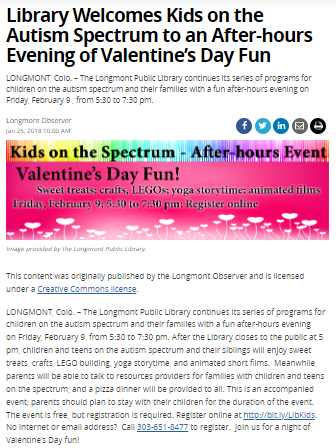 Library Welcomes Kids on the
Autism Spectrum to an After-hours
Evening of Valentine's Day Fun
LONGMONT, Colo. – The Longmont Public Library continues its series of programs for
children on the autism spectrum and their families with a fun after-hours evening on
Friday, February 9, from 5:30 to 7:30 pm.
Longmont Observer
Jan 25, 2018 10:00 AM
Kids on the Spectrum - After-hours Event
Valentine's Day Fun!
Sweet treats; crafts, LEGOs; yoga storytime; animated films
Friday, February 9; 5:30 to 7:30 pm: Register online
Image provided by the Longmont Public Library.
This content was originally published by the Longmont Observer and is licensed
under a Creative Commons license.
LONGMONT, Colo. – The Longmont Public Library continues its series of programs for
children on the autism spectrum and their families with a fun after-hours evening
on Friday, February 9, from 5:30 to 7:30 pm. After the Library closes to the public at 5
pm, children and teens on the autism spectrum and their siblings will enjoy sweet
treats, crafts, LEGO building, yoga storytime, and animated short films. Meanwhile,
parents will be able to talk to resources providers for families with children and teens
on the spectrum, and a pizza dinner will be provided to all. This is an accompanied
event; parents should plan to stay with their children for the duration of the event.
The event is free, but registration is required. Register online at http://bit.ly/LibKids.
No Internet or email address? Call 303-651-8477 to register. Join us for a night of
Valentine's Day fun!